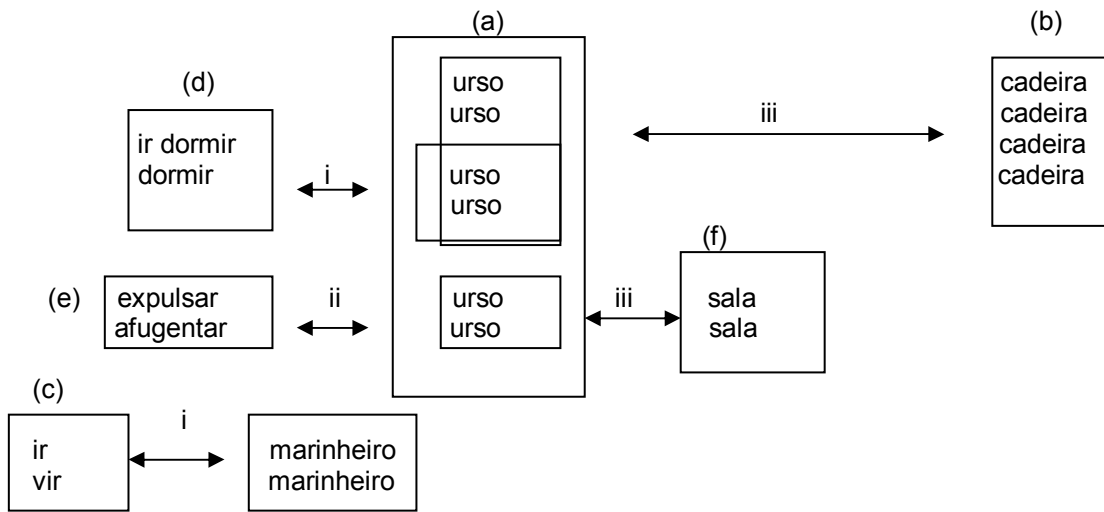 (a)
(b)
(d)
urso
urso
cadeira
cadeira
cadeira
cadeira
iii
ir dormir
dormir
i
urso
urso
(f)
(e)
expulsar
afugentar
ii
urso
urso
iii
sala
sala
(c)
i
ir
vir
marinheiro
marinheiro